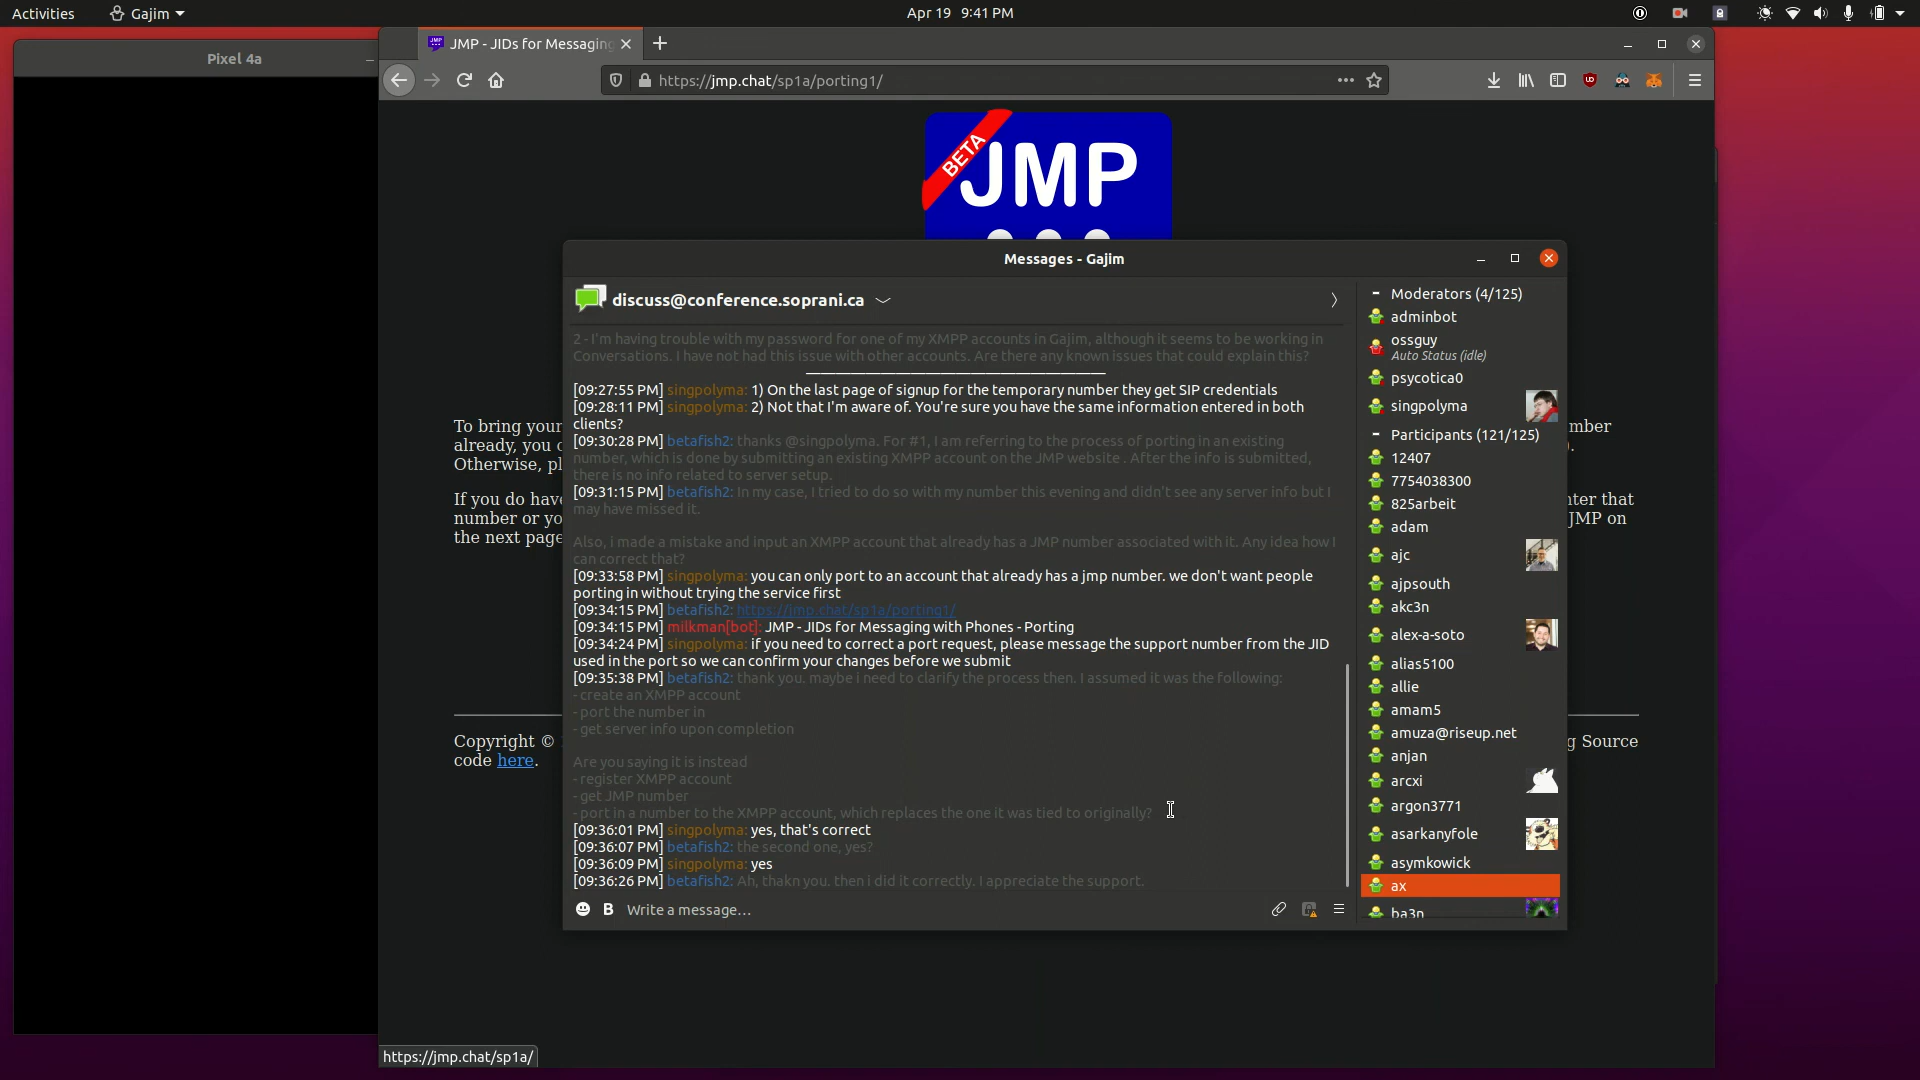 Activities
Gajim
Apr 19 9:41 PM
Pixel 4a
JMP - JIDs for Messaging
https://jmp.chat/sp1a/porting1/
BETA
JMP
To bring your
already, you c
Otherwise, pl
mber
).
If you do have
number or yo
the next page
nter that
JMP on
Copyright ©
code here.
g Source
https://jmp.chat/sp1a/
Messages - Gajim
discuss@conference.soprani.ca
2 - I'm having trouble with my password for one of my XMPP accounts in Gajim, although it seems to be working in
Conversations. I have not had this issue with other accounts. Are there any known issues that could explain this?
[09:27:55 PM] singpolyma: 1) On the last page of signup for the temporary number they get SIP credentials
[09:28:11 PM] singpolyma: 2) Not that I'm aware of. You're sure you have the same information entered in both
clients?
[09:30:28 PM] betafish2: thanks @singpolyma. For #1, I am referring to the process of porting in an existing
number, which is done by submitting an existing XMPP account on the JMP website . After the info is submitted,
there is no info related to server setup.
[09:31:15 PM] betafish2: In my case, I tried to do so with my number this evening and didn't see any server info but I
may have missed it.
Also, i made a mistake and input an XMPP account that already has a JMP number associated with it. Any idea how I
can correct that?
[09:33:58 PM] singpolyma: you can only port to an account that already has a jmp number. we don't want people
porting in without trying the service first
[09:34:15 PM] betafish2: https://jmp.chat/sp1a/porting1/
[09:34:15 PM] milkman[bot]: JMP - JIDs for Messaging with Phones - Porting
[09:34:24 PM] singpolyma: if you need to correct a port request, please message the support number from the JID
used in the port so we can confirm your changes before we submit
[09:35:38 PM] betafish2: thank you. maybe i need to clarify the process then. I assumed it was the following:
- create an XMPP account
- port the number in
- get server info upon completion
Are you saying it is instead
- register XMPP account
- get JMP number
- port in a number to the XMPP account, which replaces the one it was tied to originally?
[09:36:01 PM] singpolyma: yes, that's correct
[09:36:07 PM] betafish2: the second one, yes?
[09:36:09 PM] singpolyma: yes
[09:36:26 PM] betafish2: Ah, thakn you. then i did it correctly. I appreciate the support.
B Write a message…
Moderators (4/125)
adminbot
ossguy
Auto Status (idle)
psycotica0
singpolyma
Participants (121/125)
12407
7754038300
825arbeit
adam
ajc
ajpsouth
akc3n
alex-a-soto
alias5100
allie
amam5
amuza@riseup.net
anjan
arcxi
argon3771
asarkanyfole
asymkowick
ax
ba3n